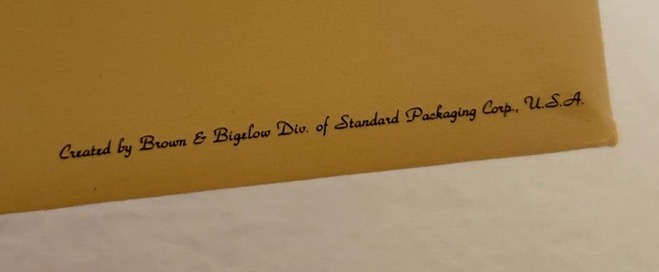 Created by Brown & Bigelow Div. of Standard Packaging Corp., U.S.A.